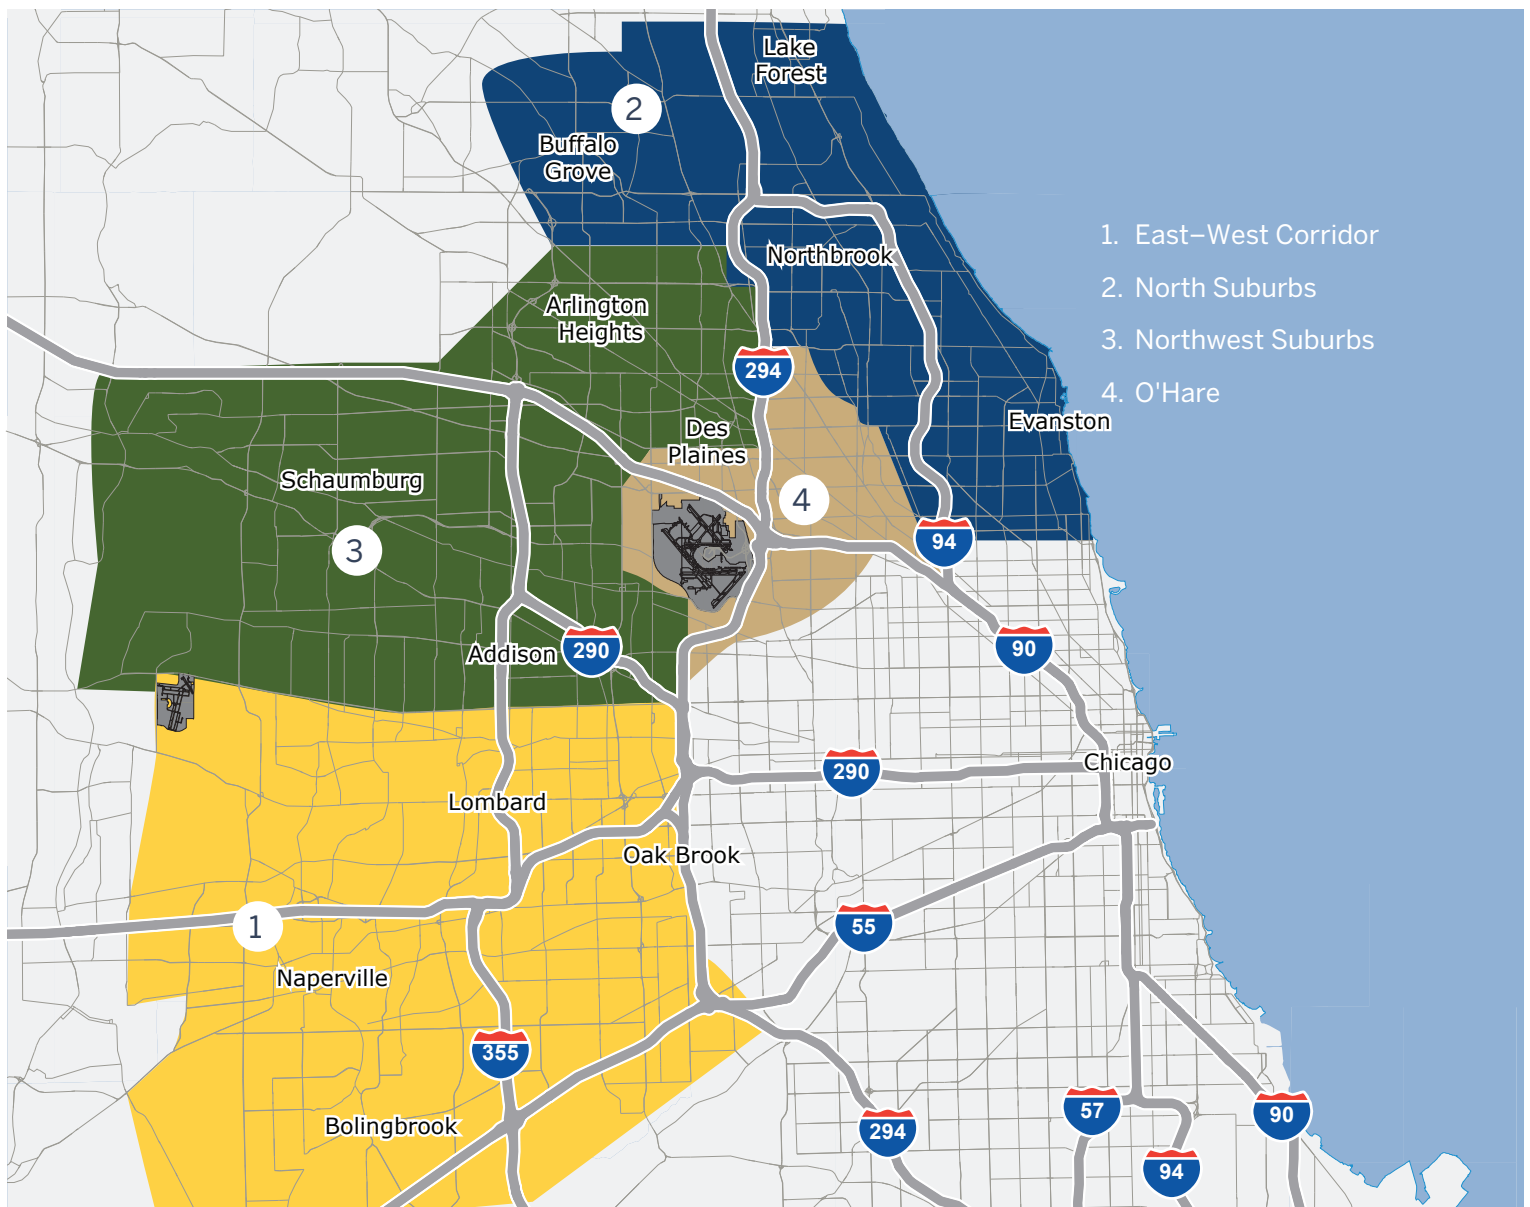 Lake
Forest
2
Buffalo
Grove
1. East–West Corridor
Northbrook
2. North Suburbs
Arlington
Heights
3. Northwest Suburbs
294
4. O'Hare
Evanston
Des
Plaines
Schaumburg
4
94
3
290
90
Addison
Chicago
290
Lombard
Oak Brook
55
1
Naperville
355
57
90
Bolingbrook
294
94